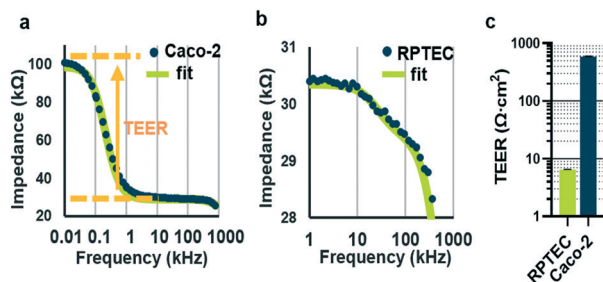 a
Impedance (kΩ)
120
100
80
60
40
20
Caco-2
fit
TEER
0.01 0.1 1 10 100 1000
Frequency (kHz)
b
Impedance (kΩ)
31
30
29
28
RPTEC
fit
1 10 100 1000
Frequency (kHz)
c
TEER (Ω·cm²)
1000
100
10
1
RPTEC
Caco-2